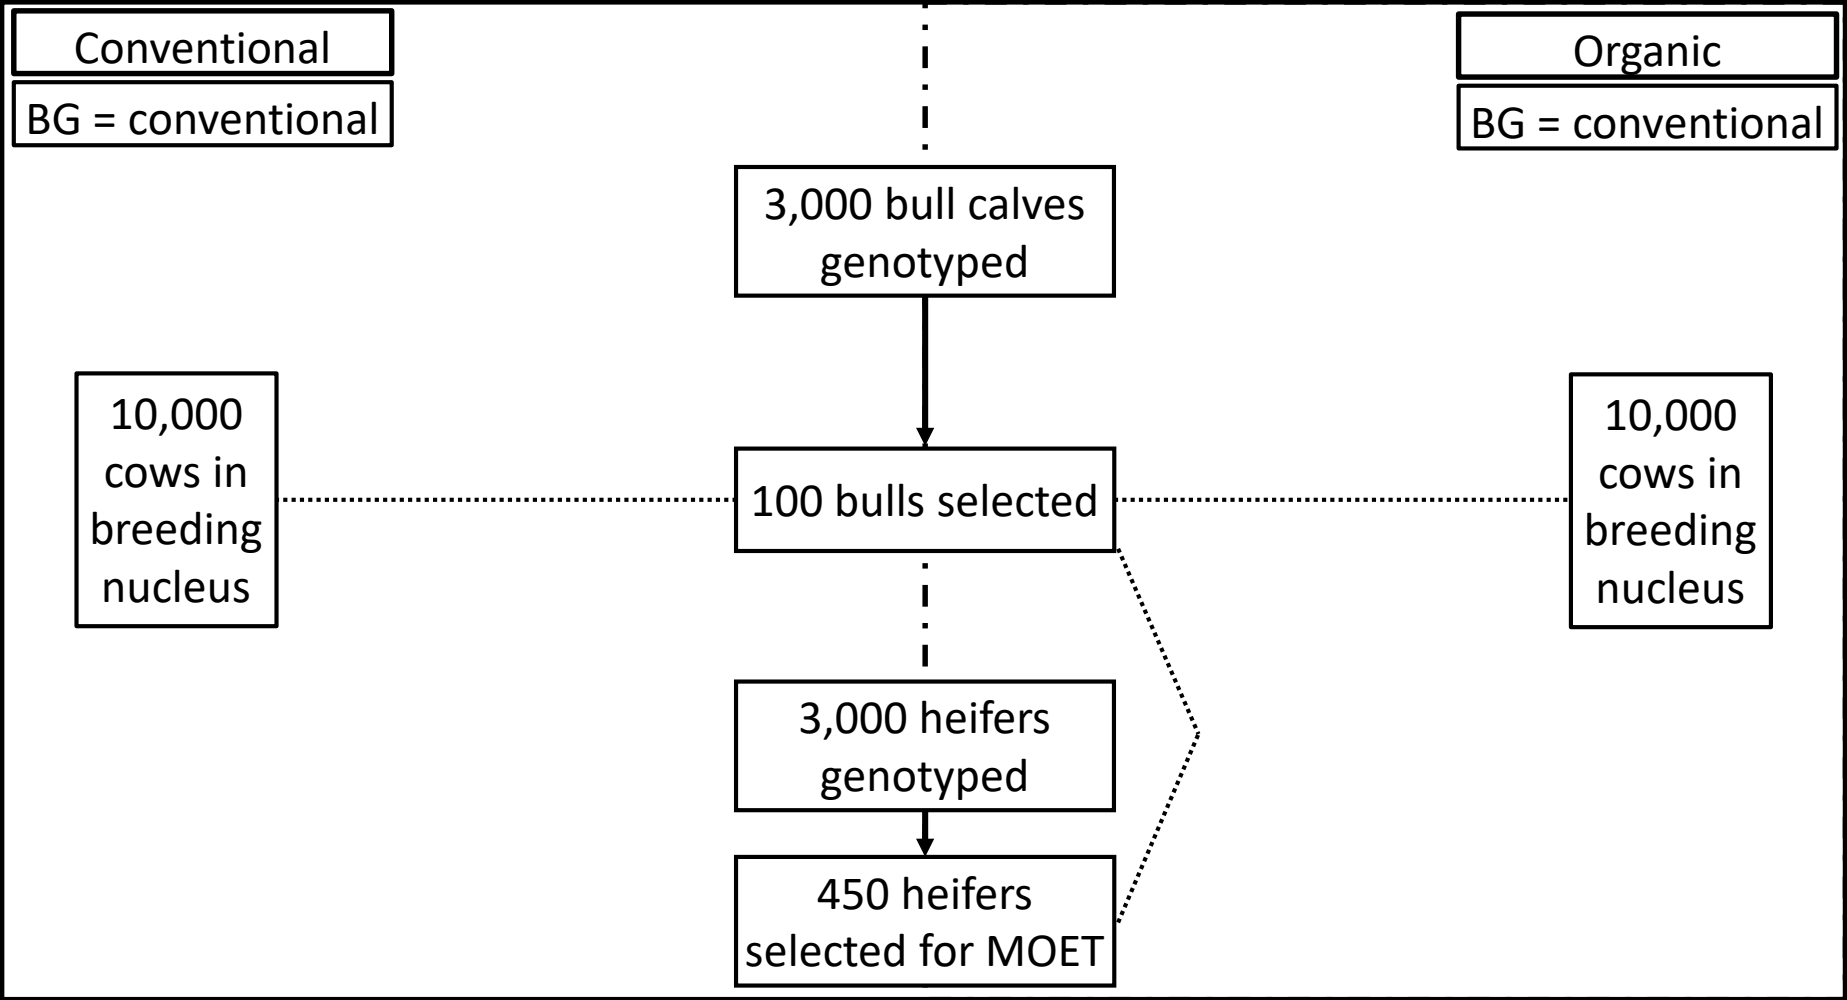 Conventional
BG = conventional
Organic
BG = conventional
3,000 bull calves
genotyped
10,000
cows in
breeding
nucleus
100 bulls selected
10,000
cows in
breeding
nucleus
3,000 heifers
genotyped
450 heifers
selected for MOET